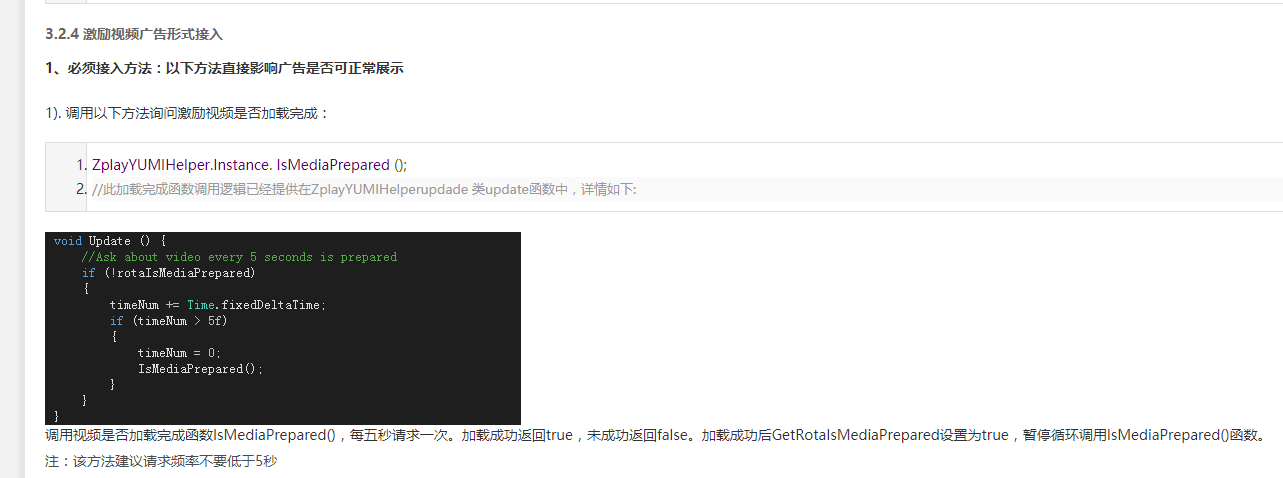 3.2.4 激励视频广告形式接入
1、必须接入方法：以下方法直接影响广告是否可正常展示
1). 调用以下方法询问激励视频是否加载完成：
1. ZplayYUMIHelper.Instance. IsMediaPrepared ();
2. //此加载完成函数调用逻辑已经提供在ZplayYUMIHelperupdade 类update函数中，详情如下:
void Update () {
//Ask about video every 5 seconds is prepared
if (!rotaIsMediaPrepared)
{
timeNum += Time.fixedDeltaTime;
if (timeNum > 5f)
{
timeNum = 0;
IsMediaPrepared();
}
}
}
调用视频是否加载完成函数IsMediaPrepared()，每五秒请求一次。加载成功返回true，未成功返回false。加载成功后GetRotaIsMediaPrepared设置为true，暂停循环调用IsMediaPrepared()函数。
注：该方法建议请求频率不要低于5秒